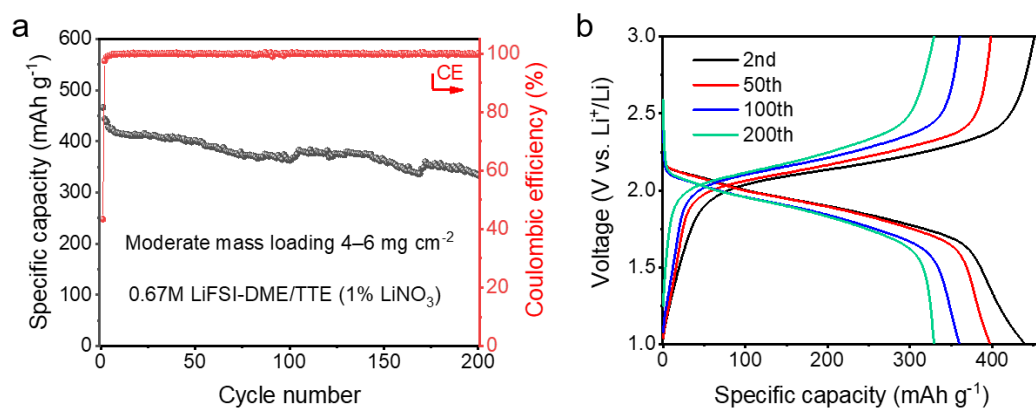 a
600
500
400
300
200
100
0
Specific capacity (mAh g⁻¹)
100
80
60
40
20
0
Coulombic efficiency (%)
CE
Moderate mass loading 4–6 mg cm⁻²
0.67M LiFSI-DME/TTE (1% LiNO₃)
0 50 100 150 200
Cycle number
b
3.0
2.5
2.0
1.5
1.0
Voltage (V vs. Li⁺/Li)
2nd
50th
100th
200th
0 100 200 300 400
Specific capacity (mAh g⁻¹)